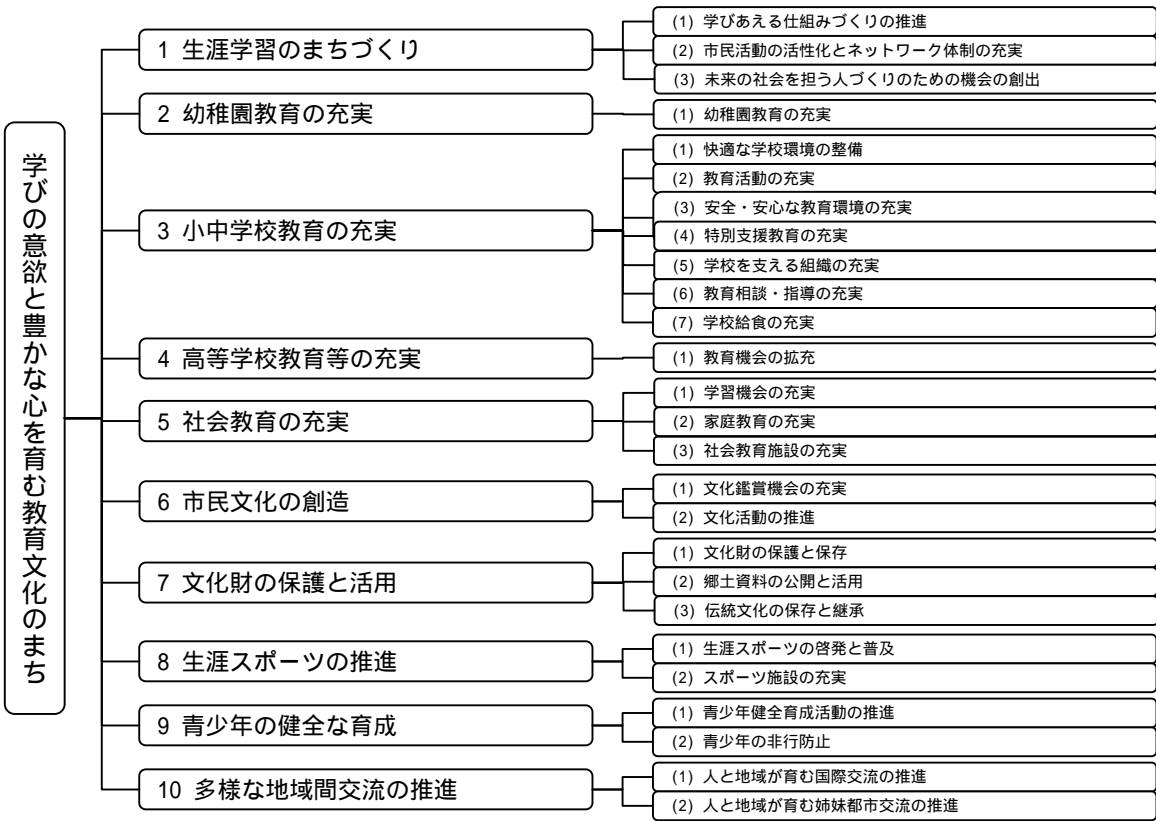 学びの意欲と豊かな心を育む教育文化のまち
1 生涯学習のまちづくり
(1) 学びあえる仕組みづくりの推進
(2) 市民活動の活性化とネットワーク体制の充実
(3) 未来の社会を担う人づくりのための機会の創出
2 幼稚園教育の充実
(1) 幼稚園教育の充実
3 小中学校教育の充実
(1) 快適な学校環境の整備
(2) 教育活動の充実
(3) 安全・安心な教育環境の充実
(4) 特別支援教育の充実
(5) 学校を支える組織の充実
(6) 教育相談・指導の充実
(7) 学校給食の充実
4 高等学校教育等の充実
(1) 教育機会の拡充
5 社会教育の充実
(1) 学習機会の充実
(2) 家庭教育の充実
(3) 社会教育施設の充実
6 市民文化の創造
(1) 文化鑑賞機会の充実
(2) 文化活動の推進
7 文化財の保護と活用
(1) 文化財の保護と保存
(2) 郷土資料の公開と活用
(3) 伝統文化の保存と継承
8 生涯スポーツの推進
(1) 生涯スポーツの啓発と普及
(2) スポーツ施設の充実
9 青少年の健全な育成
(1) 青少年健全育成活動の推進
(2) 青少年の非行防止
10 多様な地域間交流の推進
(1) 人と地域が育む国際交流の推進
(2) 人と地域が育む姉妹都市交流の推進